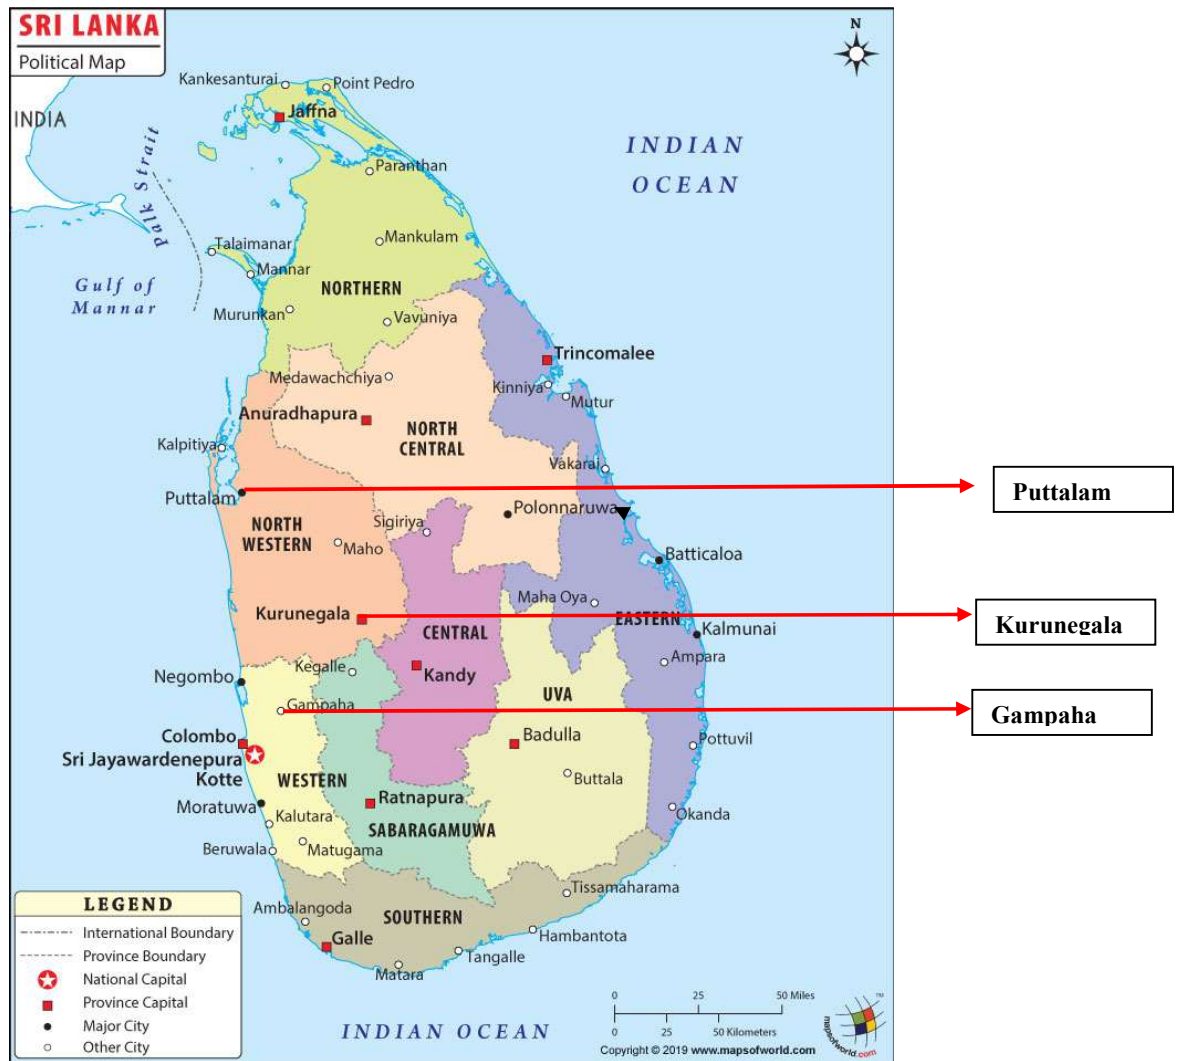 SRI LANKA
Political Map
N
INDIA
Kankesanturai
Point Pedro
Jaffna
Palk Strait
INDIAN
OCEAN
Paranthan
Talaimanar
Mankulam
Mannar
Gulf of
Mannar
NORTHERN
Murunkan
Vavuniya
Trincomalee
Medawachchiya
Kinniya
Mutur
Anuradhapura
NORTH
CENTRAL
Kalpitiya
Vakarai
Puttalam
Puttalam
Polonnaruwa
NORTH
WESTERN
Sigiriya
Maho
Batticaloa
Maha Oya
Kurunegala
EASTERN
Kurunegala
CENTRAL
Kalmunai
Kegalle
Kandy
Ampara
Negombo
UVA
Gampaha
Gampaha
Colombo
Badulla
Pottuvil
Sri Jayawardenepura
Kotte
WESTERN
Buttala
Moratuwa
Ratnapura
Kalutara
Okanda
SABARAGAMUWA
Beruwala
Matugama
Tissamaharama
LEGEND
International Boundary
Province Boundary
National Capital
Province Capital
Major City
Other City
Ambalangoda
SOUTHERN
Galle
Hambantota
Tangalle
Matara
0 25 50 Miles
0 25 50 Kilometers
INDIAN OCEAN
Copyright © 2019 www.mapsofworld.com
mapsofworld.com
TM